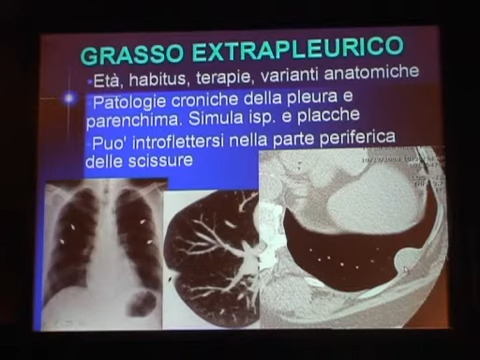 GRASSO EXTRAPLEURICO
•Età, habitus, terapie, varianti anatomiche
•Patologie croniche della pleura e
parenchima. Simula isp. e placche
•Puo' introflettersi nella parte periferica
delle scissure